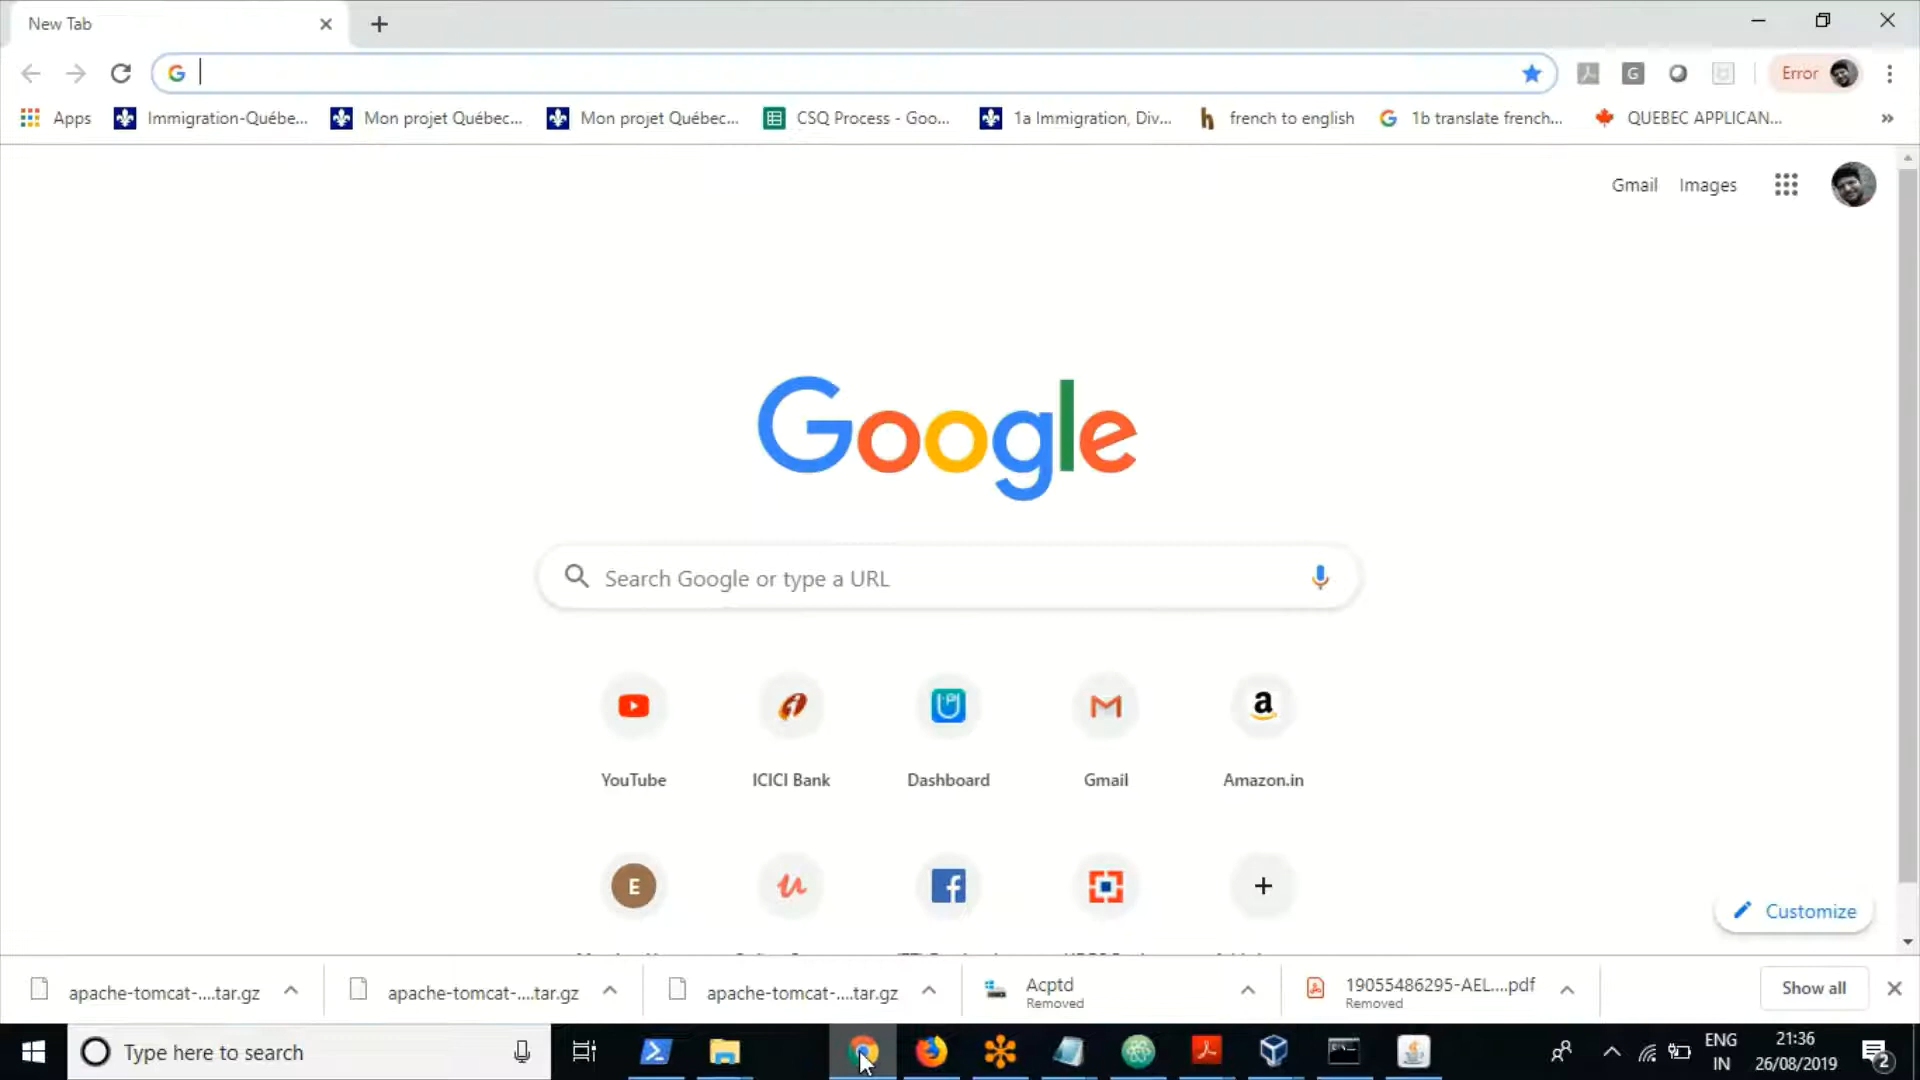 New Tab
Error
Apps
Immigration-Québe...
Mon projet Québec...
Mon projet Québec...
CSQ Process - Goo...
1a Immigration, Div...
french to english
1b translate french...
QUEBEC APPLICAN...
Gmail
Images
Google
Search Google or type a URL
YouTube
ICICI Bank
Dashboard
Gmail
Amazon.in
E
Customize
apache-tomcat-....tar.gz
apache-tomcat-....tar.gz
apache-tomcat-....tar.gz
Acptd
Removed
19055486295-AEL....pdf
Removed
Show all
Type here to search
ENG
IN
21:36
26/08/2019
2